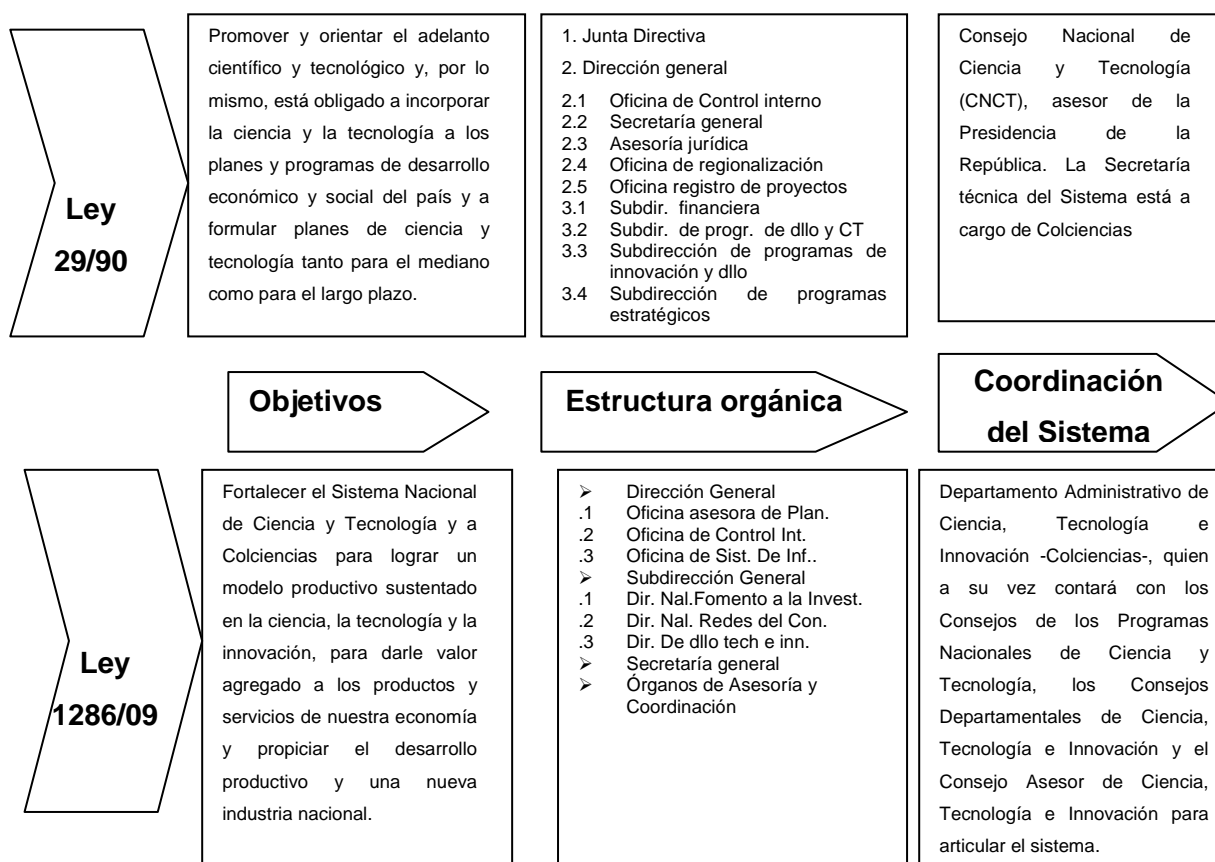 Ley
29/90
Promover y orientar el adelanto
científico y tecnológico y, por lo
mismo, está obligado a incorporar
la ciencia y la tecnología a los
planes y programas de desarrollo
económico y social del país y a
formular planes de ciencia y
tecnología tanto para el mediano
como para el largo plazo.
1. Junta Directiva
2. Dirección general
2.1 Oficina de Control interno
2.2 Secretaría general
2.3 Asesoría jurídica
2.4 Oficina de regionalización
2.5 Oficina registro de proyectos
3.1 Subdir. financiera
3.2 Subdir. de progr. de dllo y CT
3.3 Subdirección de programas de
innovación y dllo
3.4 Subdirección de programas
estratégicos
Consejo Nacional de
Ciencia y Tecnología
(CNCT), asesor de la
Presidencia de la
República. La Secretaría
técnica del Sistema está a
cargo de Colciencias
Objetivos
Estructura orgánica
Coordinación
del Sistema
Ley
1286/09
Fortalecer el Sistema Nacional
de Ciencia y Tecnología y a
Colciencias para lograr un
modelo productivo sustentado
en la ciencia, la tecnología y la
innovación, para darle valor
agregado a los productos y
servicios de nuestra economía
y propiciar el desarrollo
productivo y una nueva
industria nacional.
➢ Dirección General
.1 Oficina asesora de Plan.
.2 Oficina de Control Int.
.3 Oficina de Sist. De Inf..
➢ Subdirección General
.1 Dir. Nal.Fomento a la Invest.
.2 Dir. Nal. Redes del Con.
.3 Dir. De dllo tech e inn.
➢ Secretaría general
➢ Órganos de Asesoría y
Coordinación
Departamento Administrativo de
Ciencia, Tecnología e
Innovación -Colciencias-, quien
a su vez contará con los
Consejos de los Programas
Nacionales de Ciencia y
Tecnología, los Consejos
Departamentales de Ciencia,
Tecnología e Innovación y el
Consejo Asesor de Ciencia,
Tecnología e Innovación para
articular el sistema.